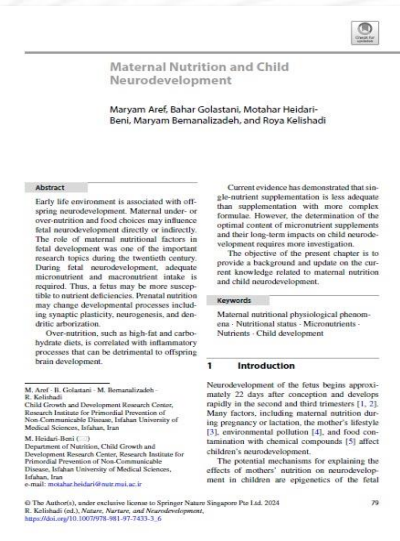 Check for
updates
Maternal Nutrition and Child
Neurodevelopment
Maryam Aref, Bahar Golastani, Motahar Heidari-
Beni, Maryam Bemanalizadeh, and Roya Kelishadi
Abstract
Early life environment is associated with off-
spring neurodevelopment. Maternal under- or
over-nutrition and food choices may influence
fetal neurodevelopment directly or indirectly.
The role of maternal nutritional factors in
fetal development was one of the important
research topics during the twentieth century.
During fetal neurodevelopment, adequate
micronutrient and macronutrient intake is
required. Thus, a fetus may be more suscep-
tible to nutrient deficiencies. Prenatal nutrition
may change developmental processes includ-
ing synaptic plasticity, neurogenesis, and den-
dritic arborization.
Over-nutrition, such as high-fat and carbo-
hydrate diets, is correlated with inflammatory
processes that can be detrimental to offspring
brain development.
M. Aref · B. Golastani · M. Bemanalizadeh ·
R. Kelishadi
Child Growth and Development Research Center,
Research Institute for Primordial Prevention of
Non-Communicable Disease, Isfahan University of
Medical Sciences, Isfahan, Iran
M. Heidari-Beni (✉)
Department of Nutrition, Child Growth and
Development Research Center, Research Institute for
Primordial Prevention of Non-Communicable
Disease, Isfahan University of Medical Sciences,
Isfahan, Iran
e-mail: motahar.heidari@nutr.mui.ac.ir
Current evidence has demonstrated that sin-
gle-nutrient supplementation is less adequate
than supplementation with more complex
formulae. However, the determination of the
optimal content of micronutrient supplements
and their long-term impacts on child neurode-
velopment requires more investigation.
The objective of the present chapter is to
provide a background and update on the cur-
rent knowledge related to maternal nutrition
and child neurodevelopment.
Keywords
Maternal nutritional physiological phenom-
ena · Nutritional status · Micronutrients ·
Nutrients · Child development
1 Introduction
Neurodevelopment of the fetus begins approxi-
mately 22 days after conception and develops
rapidly in the second and third trimesters [1, 2].
Many factors, including maternal nutrition dur-
ing pregnancy or lactation, the mother's lifestyle
[3], environmental pollution [4], and food con-
tamination with chemical compounds [5] affect
children's neurodevelopment.
The potential mechanisms for explaining the
effects of mothers' nutrition on neurodevelop-
ment in children are epigenetics of the fetal
© The Author(s), under exclusive license to Springer Nature Singapore Pte Ltd. 2024
79
R. Kelishadi (ed.), Nature, Nurture, and Neurodevelopment,
https://doi.org/10.1007/978-981-97-7433-3_6